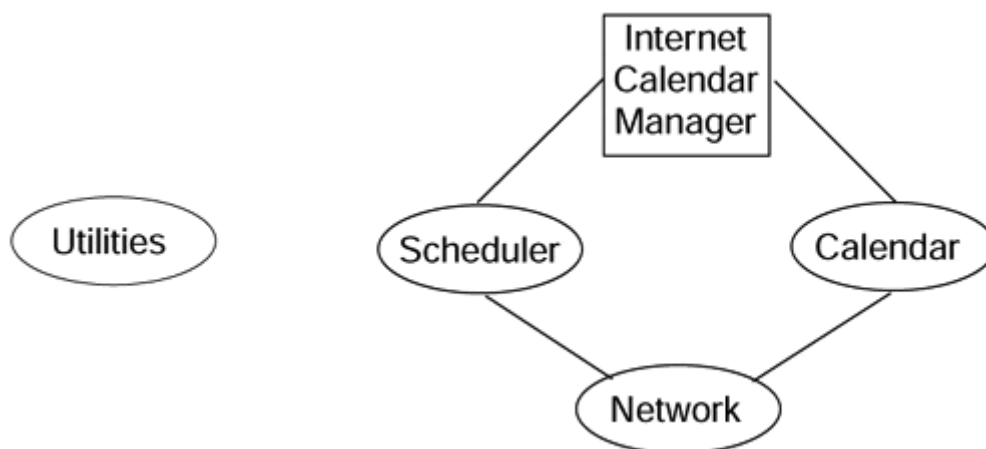 Internet
Calendar
Manager
Utilities
Scheduler
Calendar
Network